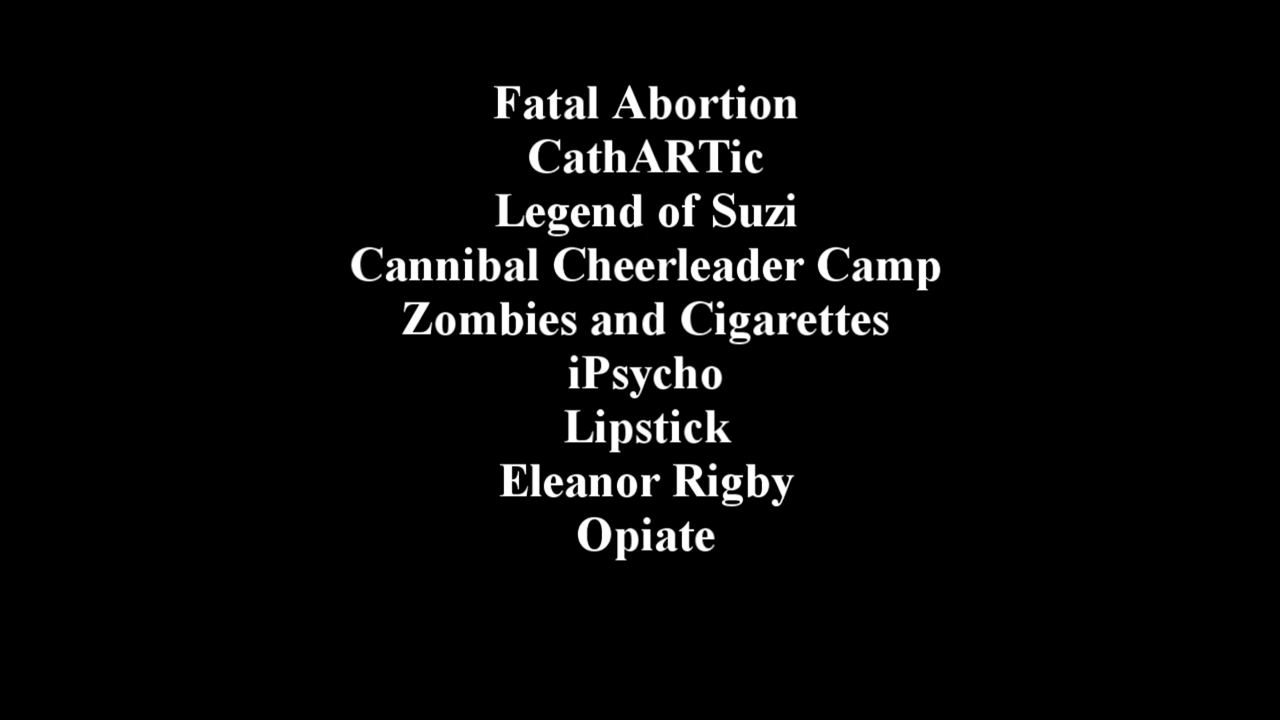 Fatal Abortion
CathARTic
Legend of Suzi
Cannibal Cheerleader Camp
Zombies and Cigarettes
iPsycho
Lipstick
Eleanor Rigby
Opiate